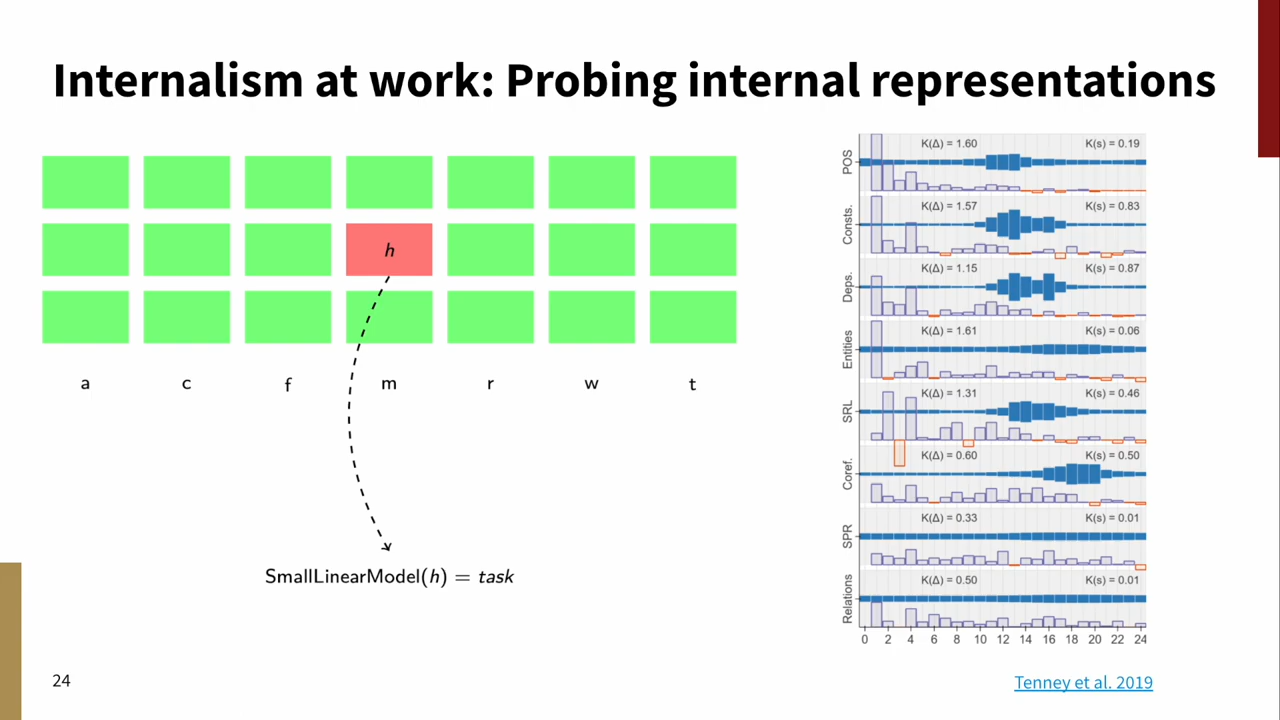 Internalism at work: Probing internal representations
h
a c f m r w t
SmallLinearModel(h) = task
POS K(Δ) = 1.60 K(s) = 0.19
Consts. K(Δ) = 1.57 K(s) = 0.83
Deps. K(Δ) = 1.15 K(s) = 0.87
Entities K(Δ) = 1.61 K(s) = 0.06
SRL K(Δ) = 1.31 K(s) = 0.46
Coref. K(Δ) = 0.60 K(s) = 0.50
SPR K(Δ) = 0.33 K(s) = 0.01
Relations K(Δ) = 0.50 K(s) = 0.01
0 2 4 6 8 10 12 14 16 18 20 22 24
24
Tenney et al. 2019